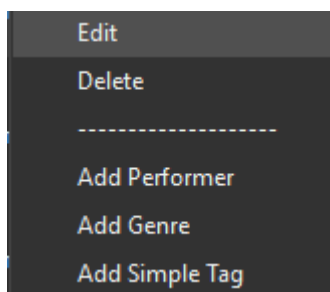 Edit
Delete
--------------------
Add Performer
Add Genre
Add Simple Tag